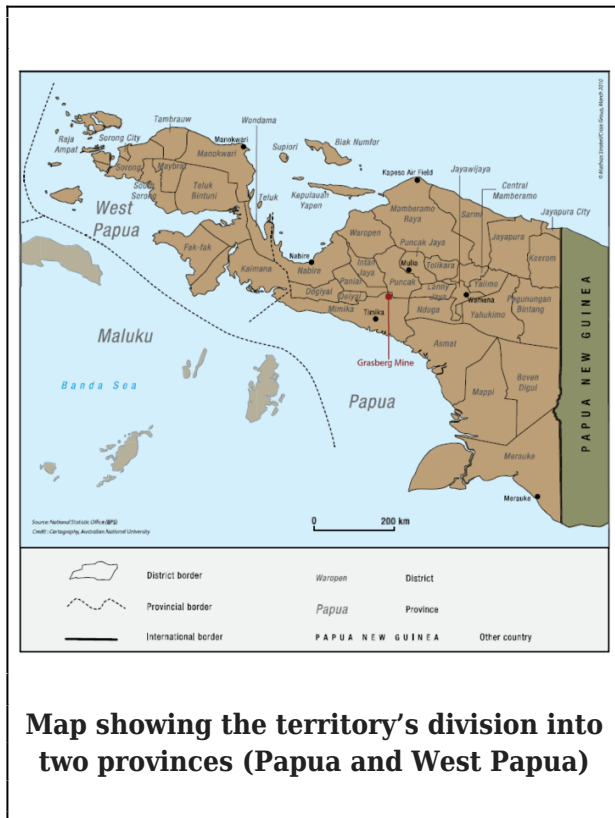 © Mathias Zindel/Crisis Group, March 2010
Tambrauw
Wondama
Raja
Ampat
Sorong City
Manokwari
Manokwari
Supiori
Biak Numfor
Sorong
Maybrat
South
Sorong
Teluk
Bintuni
Teluk
Kepulauan
Yapen
Kapeso Air Field
Jayawijaya
Central
Mamberamo
Jayapura City
West
Papua
Mamberamo
Raya
Sarmi
Jayapura
Keerom
Waropen
Fak-fak
Kaimana
Nabire
Nabire
Puncak Jaya
Mulia
Tolikara
Intan
Jaya
Paniai
Puncak
Lanny
Jaya
Yalimo
Wamena
Pegunungan
Bintang
Dogiyai
Deiyai
Mimika
Timika
Nduga
Yahukimo
Grasberg Mine
Asmat
Maluku
Banda Sea
Papua
Mappi
Boven
Digul
Merauke
Merauke
PAPUA NEW GUINEA
Source: National Statistic Office (BPS)
Credit : Cartography, Australian National University
0 200 km
District border
Waropen District
Provincial border
Papua Province
International border
PAPUA NEW GUINEA Other country
Map showing the territory’s division into
two provinces (Papua and West Papua)